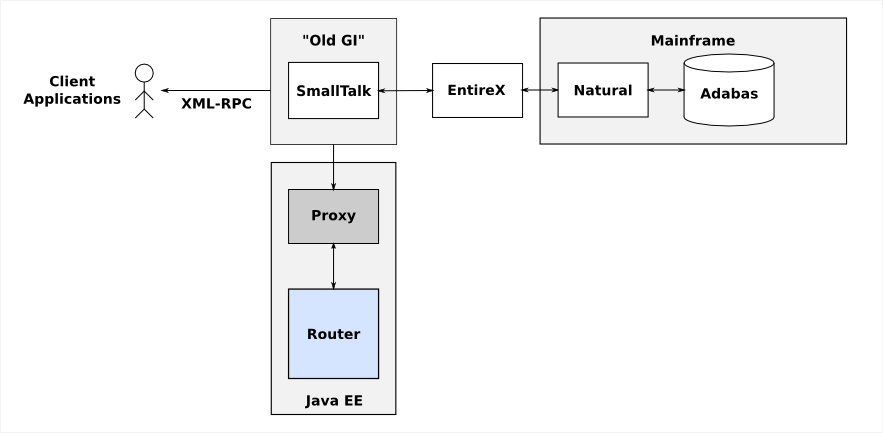 "Old GI"
Mainframe
Client
Applications
XML-RPC
SmallTalk
EntireX
Natural
Adabas
Proxy
Router
Java EE